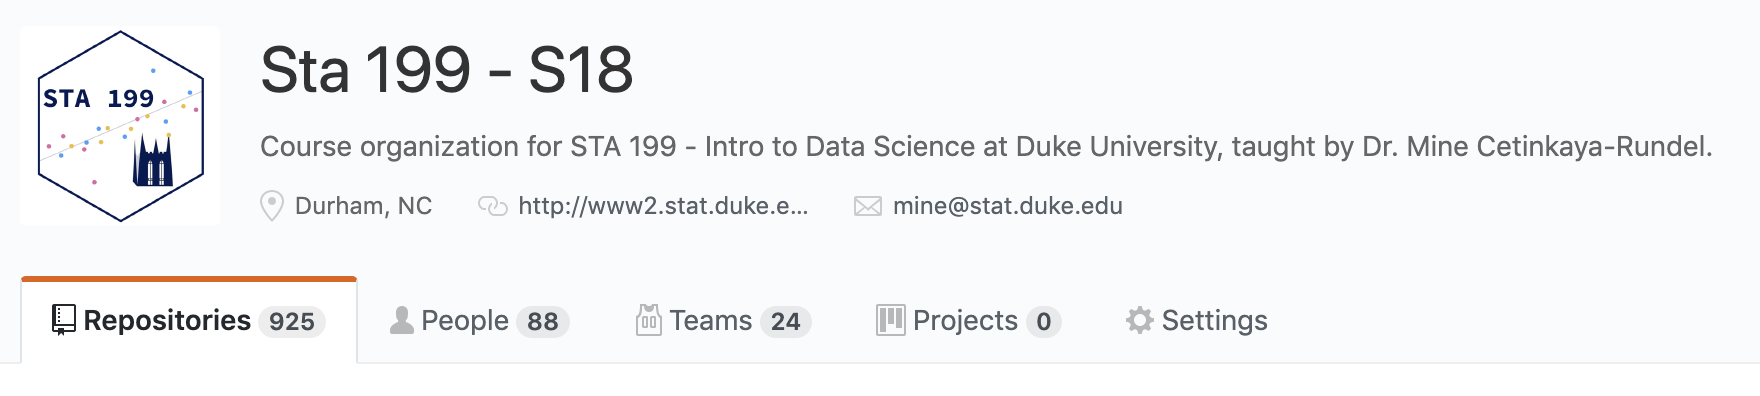 STA 199
Sta 199 - S18
Course organization for STA 199 - Intro to Data Science at Duke University, taught by Dr. Mine Cetinkaya-Rundel.
Durham, NC http://www2.stat.duke.e... mine@stat.duke.edu
Repositories 925 People 88 Teams 24 Projects 0 Settings